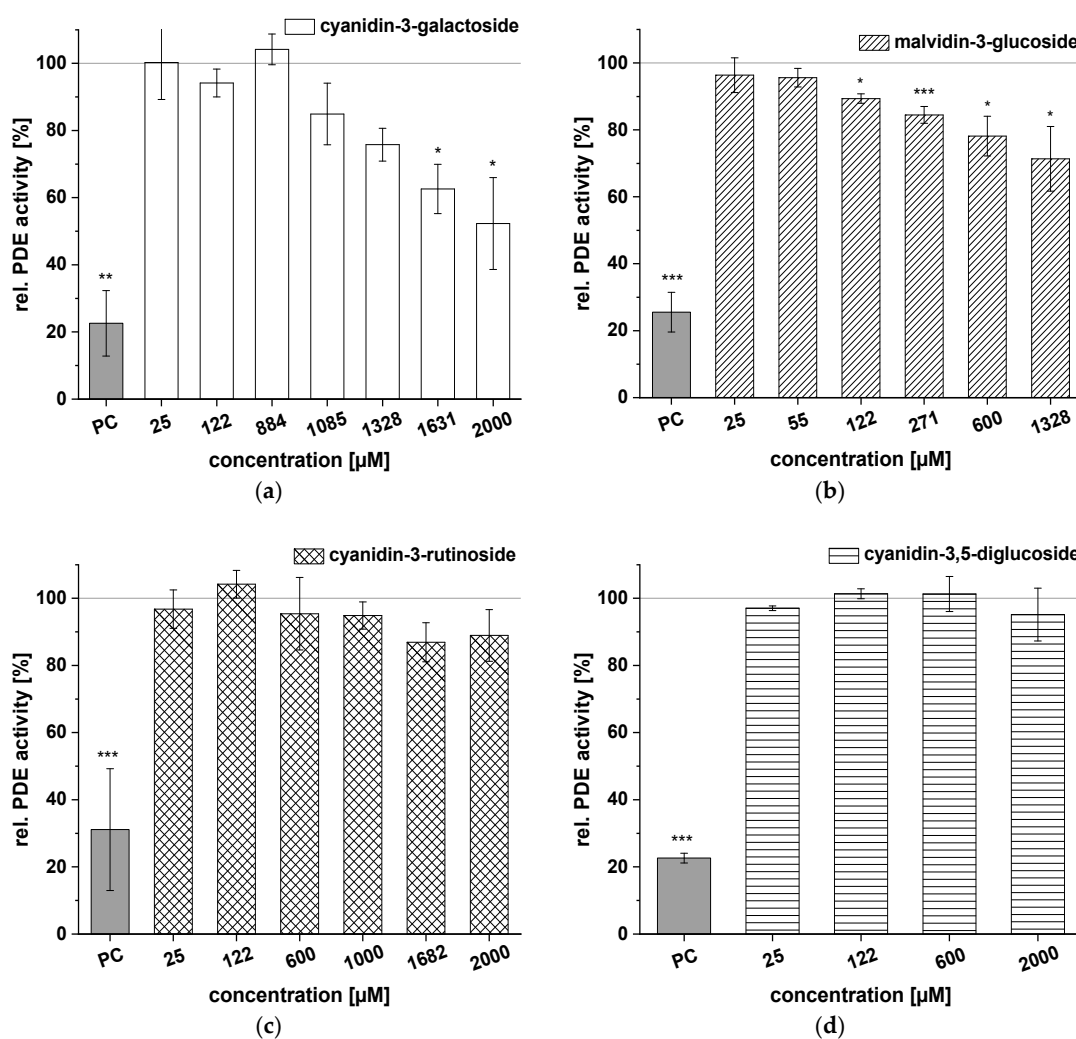 cyanidin-3-galactoside
rel. PDE activity [%]
100
80
60
40
20
0
**
*
*
PC 25 122 884 1085 1328 1631 2000
concentration [µM]
(a)
malvidin-3-glucoside
rel. PDE activity [%]
100
80
60
40
20
0
***
*
***
*
*
PC 25 55 122 271 600 1328
concentration [µM]
(b)
cyanidin-3-rutinoside
rel. PDE activity [%]
100
80
60
40
20
0
***
PC 25 122 600 1000 1682 2000
concentration [µM]
(c)
cyanidin-3,5-diglucoside
rel. PDE activity [%]
100
80
60
40
20
0
***
PC 25 122 600 2000
concentration [µM]
(d)